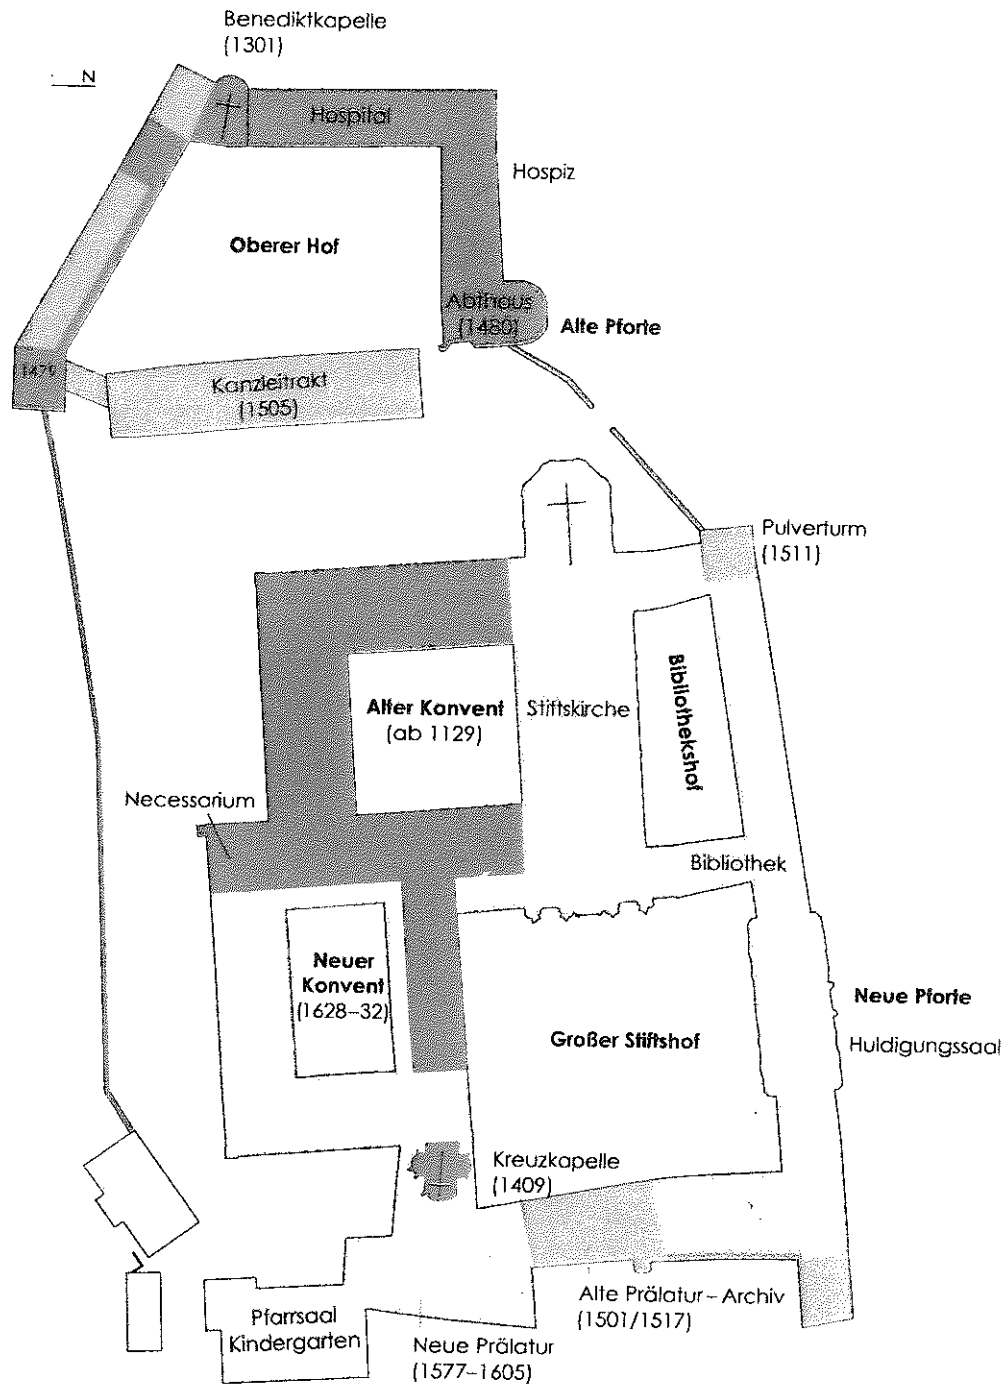 Benediktkapelle
(1301)
N
Hospital
Hospiz
Oberer Hof
Abthaus
(1480)
Alte Pforte
1479
Kanzleitrakt
(1505)
Pulverturm
(1511)
Alter Konvent
(ab 1129)
Stiftskirche
Bibliothekshof
Necessarium
Bibliothek
Neuer
Konvent
(1628–32)
Großer Stiftshof
Neue Pforte
Huldigungssaal
Kreuzkapelle
(1409)
Alte Prälatur – Archiv
(1501/1517)
Pfarrsaal
Kindergarten
Neue Prälatur
(1577–1605)